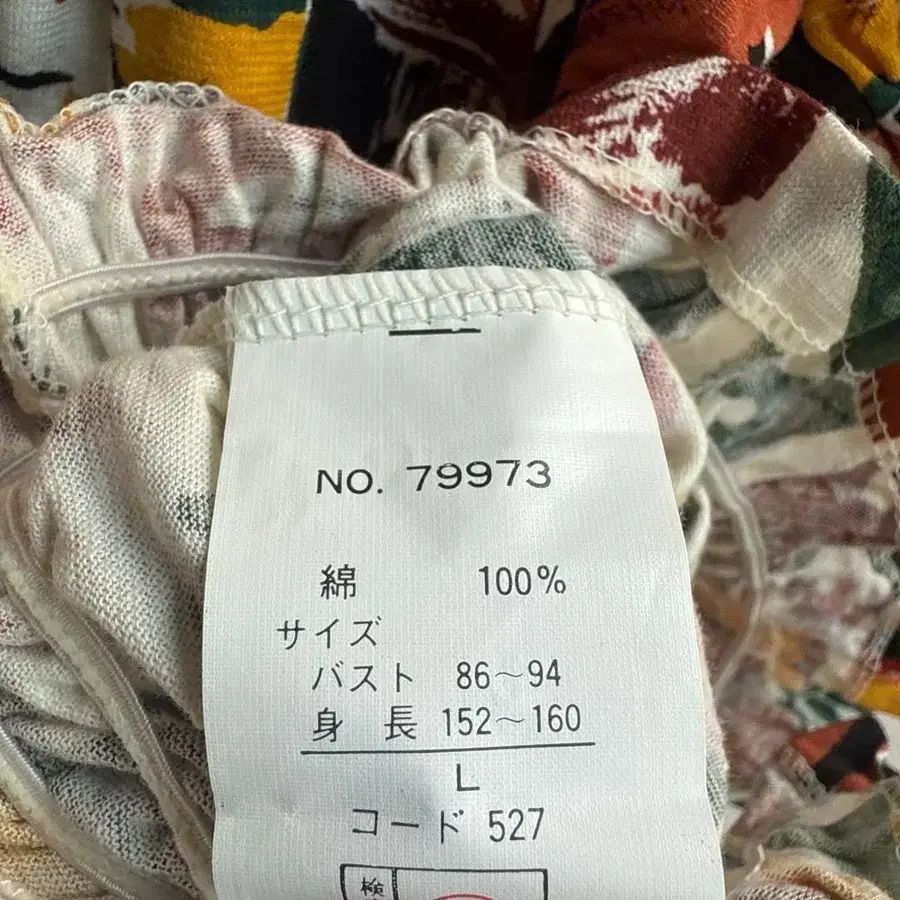 NO. 79973
綿 100%
サイズ
バスト 86〜94
身 長 152〜160
L
コード 527
検